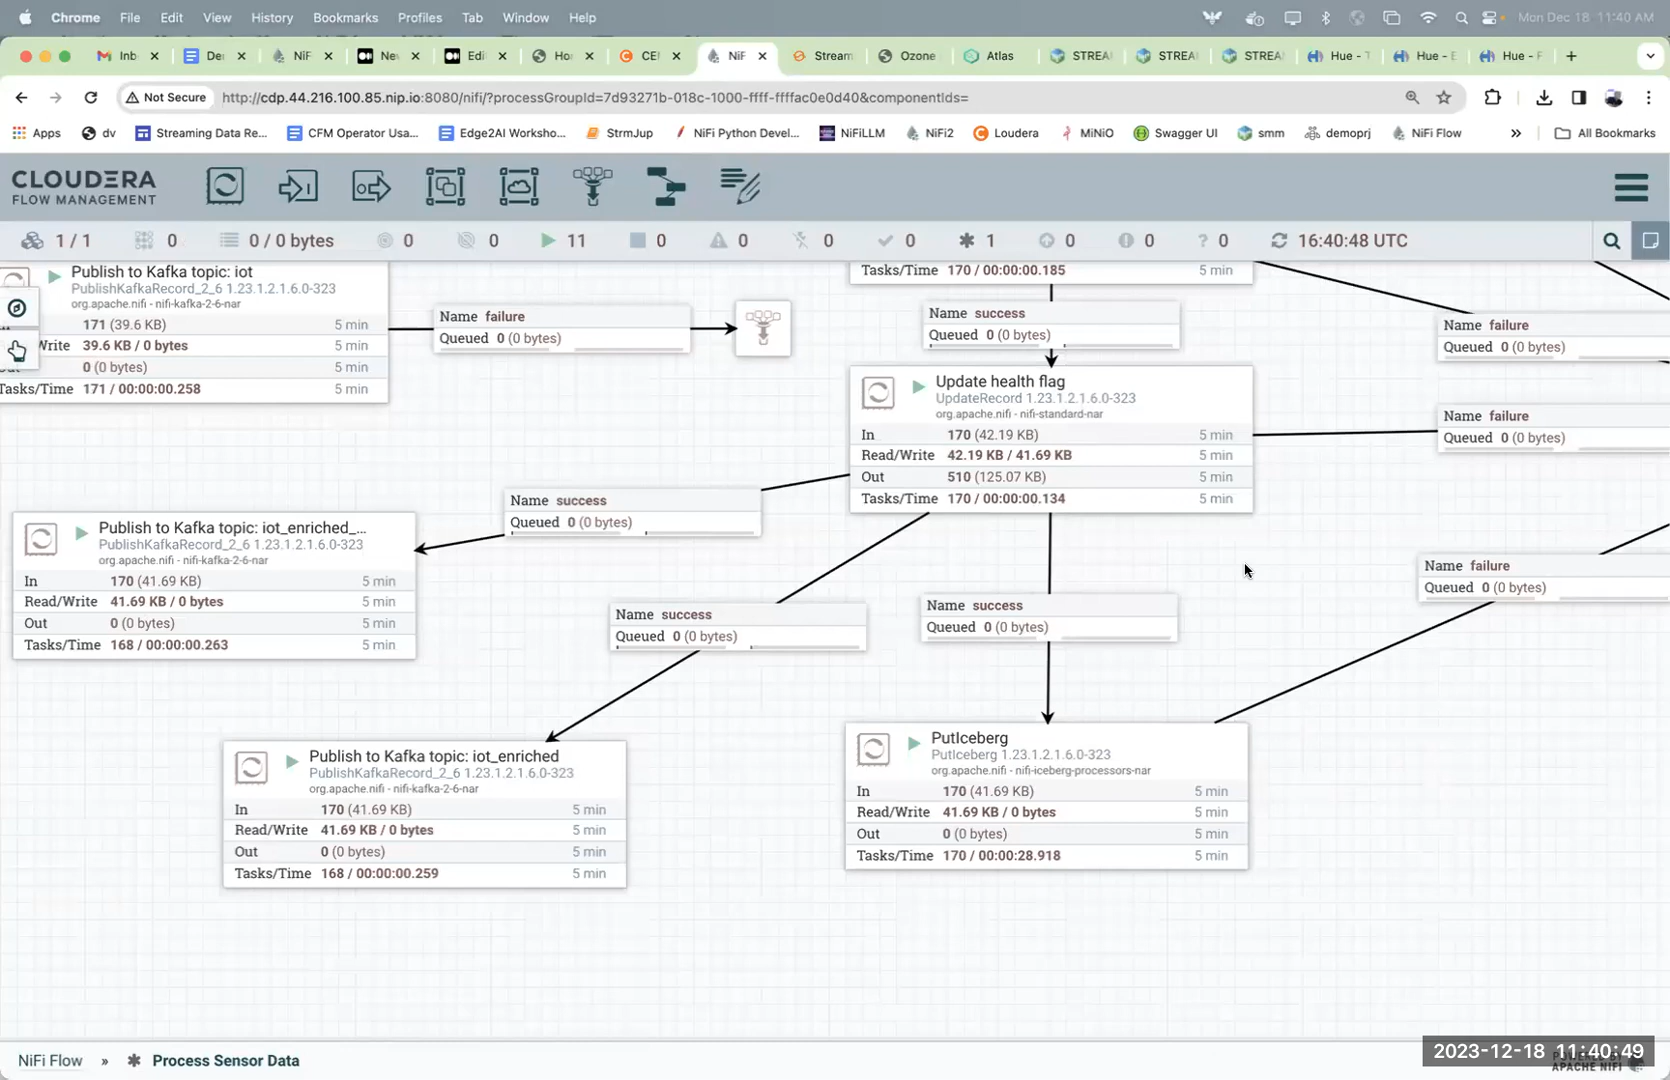 Chrome File Edit View History Bookmarks Profiles Tab Window Help Mon Dec 18 11:40 AM
Inb De NiF Nev Edi Ho CE NiF Stream Ozone Atlas STREA STREA STREA Hue - T Hue - E Hue - F
Not Secure http://cdp.44.216.100.85.nip.io:8080/nifi/?processGroupId=7d93271b-018c-1000-ffff-ffffac0e0d40&componentIds=
Apps dv Streaming Data Re... CFM Operator Usa... Edge2AI Worksho... StrmJup NiFi Python Devel... NiFiLLM NiFi2 Loudera MiNiO Swagger UI smm demoprj NiFi Flow » All Bookmarks
CLOUDERA
FLOW MANAGEMENT
1 / 1 0 0 / 0 bytes 0 0 11 0 0 0 0 1 0 0 ? 0 16:40:48 UTC
Publish to Kafka topic: iot
PublishKafkaRecord_2_6 1.23.1.2.1.6.0-323
org.apache.nifi - nifi-kafka-2-6-nar
171 (39.6 KB) 5 min
Write 39.6 KB / 0 bytes 5 min
0 (0 bytes) 5 min
Tasks/Time 171 / 00:00:00.258 5 min
Name failure
Queued 0 (0 bytes)
Tasks/Time 170 / 00:00:00.185 5 min
Name success
Queued 0 (0 bytes)
Name failure
Queued 0 (0 bytes)
Update health flag
UpdateRecord 1.23.1.2.1.6.0-323
org.apache.nifi - nifi-standard-nar
In 170 (42.19 KB) 5 min
Read/Write 42.19 KB / 41.69 KB 5 min
Out 510 (125.07 KB) 5 min
Tasks/Time 170 / 00:00:00.134 5 min
Name failure
Queued 0 (0 bytes)
Name success
Queued 0 (0 bytes)
Publish to Kafka topic: iot_enriched_...
PublishKafkaRecord_2_6 1.23.1.2.1.6.0-323
org.apache.nifi - nifi-kafka-2-6-nar
In 170 (41.69 KB) 5 min
Read/Write 41.69 KB / 0 bytes 5 min
Out 0 (0 bytes) 5 min
Tasks/Time 168 / 00:00:00.263 5 min
Name success
Queued 0 (0 bytes)
Name success
Queued 0 (0 bytes)
Name failure
Queued 0 (0 bytes)
Publish to Kafka topic: iot_enriched
PublishKafkaRecord_2_6 1.23.1.2.1.6.0-323
org.apache.nifi - nifi-kafka-2-6-nar
In 170 (41.69 KB) 5 min
Read/Write 41.69 KB / 0 bytes 5 min
Out 0 (0 bytes) 5 min
Tasks/Time 168 / 00:00:00.259 5 min
PutIceberg
PutIceberg 1.23.1.2.1.6.0-323
org.apache.nifi - nifi-iceberg-processors-nar
In 170 (41.69 KB) 5 min
Read/Write 41.69 KB / 0 bytes 5 min
Out 0 (0 bytes) 5 min
Tasks/Time 170 / 00:00:28.918 5 min
NiFi Flow » Process Sensor Data
2023-12-18 11:40:49
APACHE NIFI